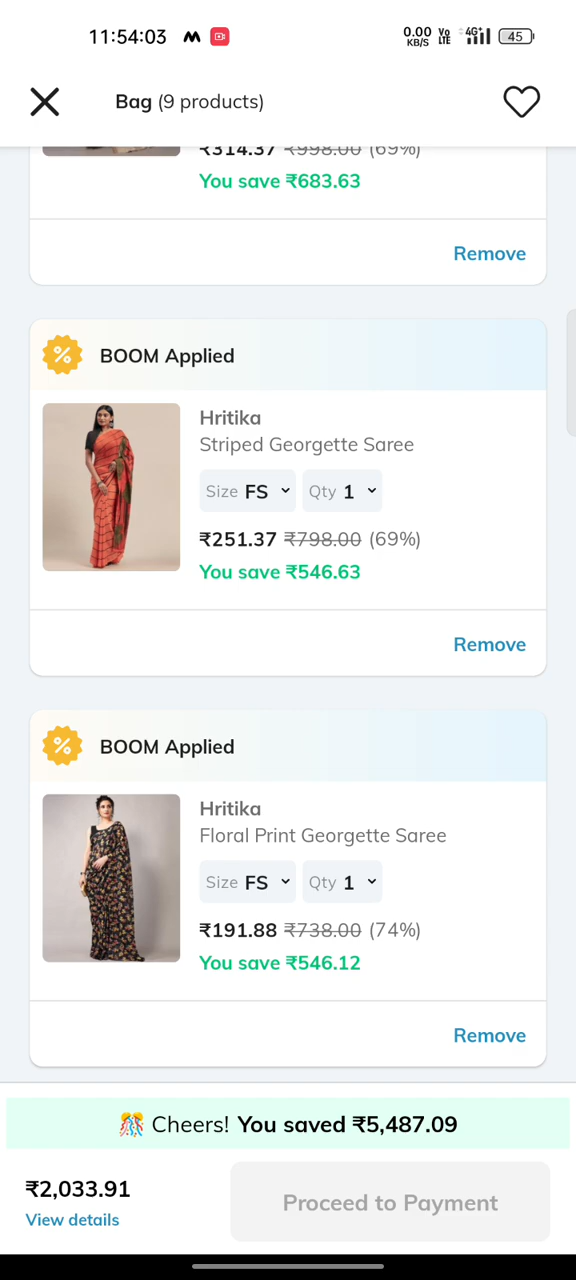 11:54:03 0.00 KB/S Vo LTE 4G+ 45
Bag (9 products)
₹314.37 ₹998.00 (69%)
You save ₹683.63
Remove
BOOM Applied
Hritika
Striped Georgette Saree
Size FS Qty 1
₹251.37 ₹798.00 (69%)
You save ₹546.63
Remove
BOOM Applied
Hritika
Floral Print Georgette Saree
Size FS Qty 1
₹191.88 ₹738.00 (74%)
You save ₹546.12
Remove
Cheers! You saved ₹5,487.09
₹2,033.91
View details
Proceed to Payment